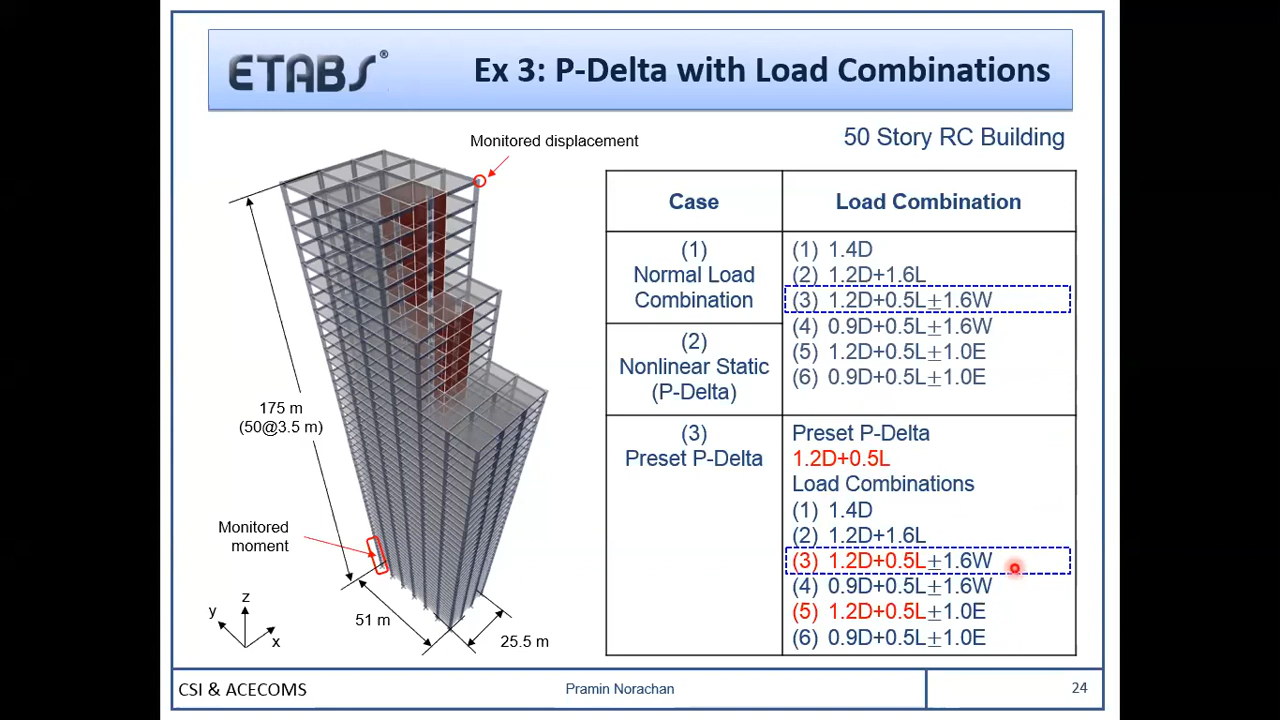 ETABS®
Ex 3: P-Delta with Load Combinations
50 Story RC Building
Monitored displacement
175 m
(50@3.5 m)
Monitored
moment
51 m
25.5 m
z
y
x
Case
Load Combination
(1)
Normal Load
Combination
(1) 1.4D
(2) 1.2D+1.6L
(3) 1.2D+0.5L±1.6W
(4) 0.9D+0.5L±1.6W
(5) 1.2D+0.5L±1.0E
(6) 0.9D+0.5L±1.0E
(2)
Nonlinear Static
(P-Delta)
(3)
Preset P-Delta
Preset P-Delta
1.2D+0.5L
Load Combinations
(1) 1.4D
(2) 1.2D+1.6L
(3) 1.2D+0.5L±1.6W
(4) 0.9D+0.5L±1.6W
(5) 1.2D+0.5L±1.0E
(6) 0.9D+0.5L±1.0E
CSI & ACECOMS
Pramin Norachan
24